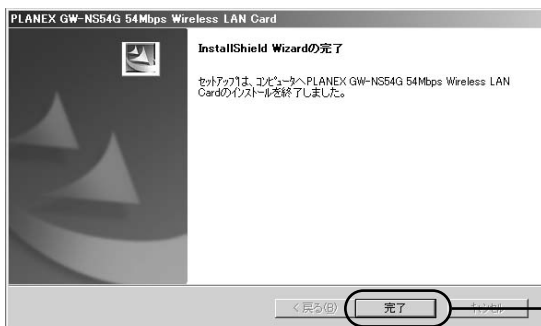 PLANEX GW-NS54G 54Mbps Wireless LAN Card
InstallShield Wizardの完了
セットアップは、コンピュータへPLANEX GW-NS54G 54Mbps Wireless LAN
Cardのインストールを終了しました。
< 戻る(B)
完了
キャンセル